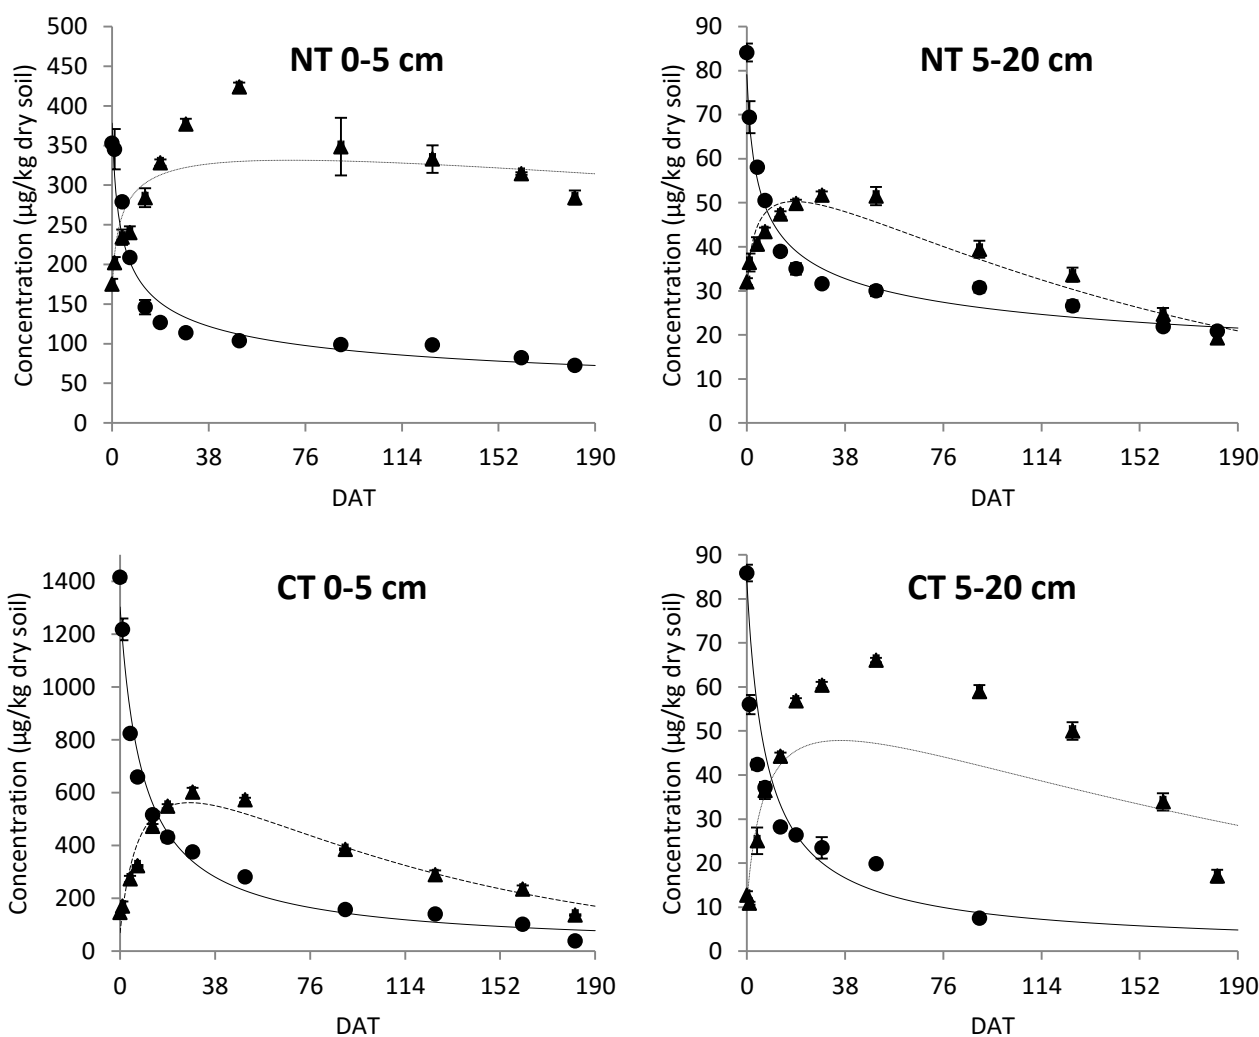 NT 0-5 cm
Concentration (µg/kg dry soil)
500
450
400
350
300
250
200
150
100
50
0
0 38 76 114 152 190
DAT
NT 5-20 cm
Concentration (µg/kg dry soil)
90
80
70
60
50
40
30
20
10
0
0 38 76 114 152 190
DAT
CT 0-5 cm
Concentration (µg/kg dry soil)
1400
1200
1000
800
600
400
200
0
0 38 76 114 152 190
DAT
CT 5-20 cm
Concentration (µg/kg dry soil)
90
80
70
60
50
40
30
20
10
0
0 38 76 114 152 190
DAT